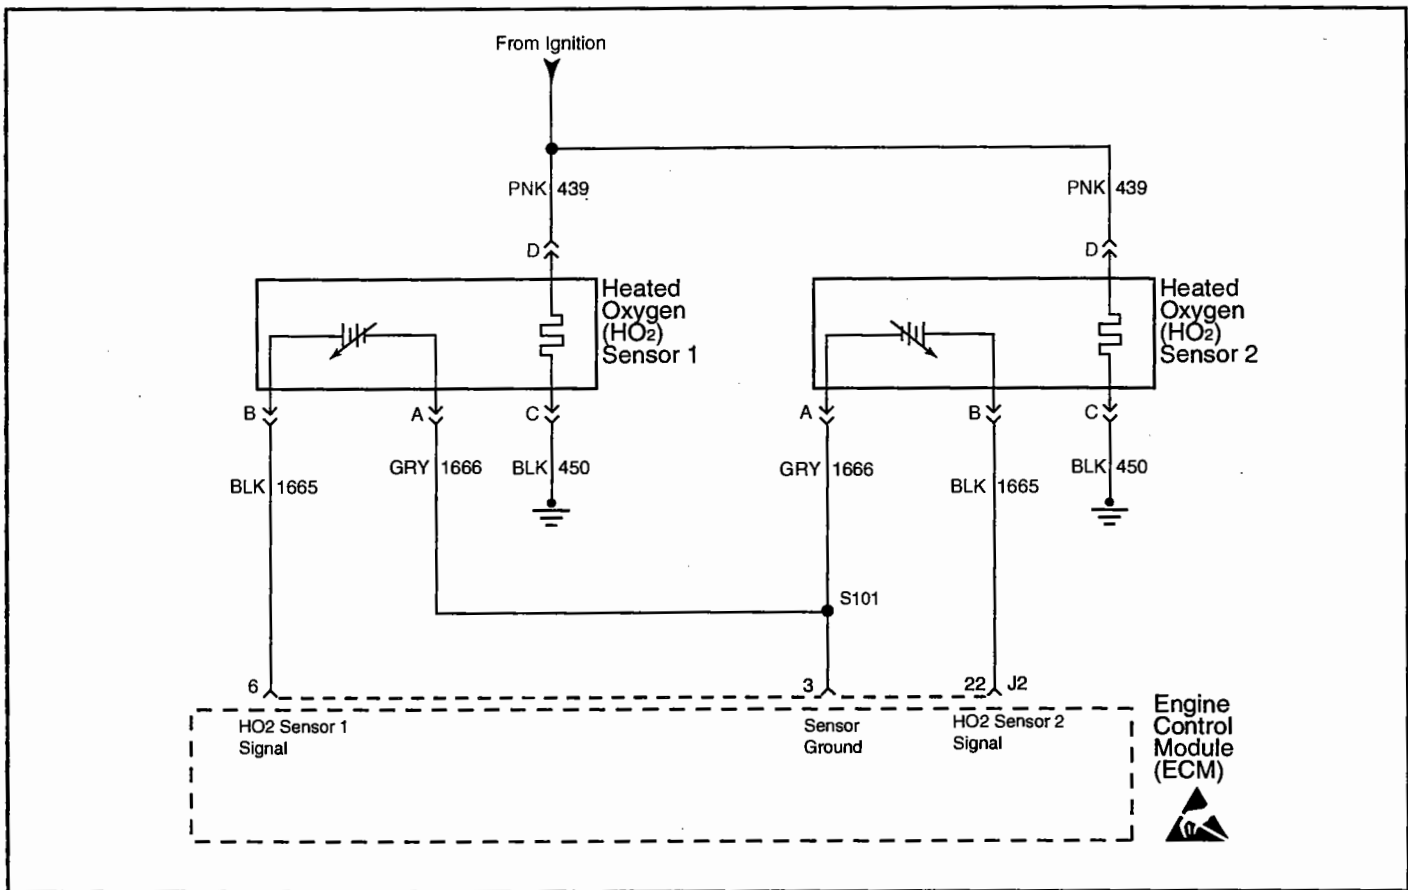 From Ignition
PNK 439
PNK 439
D
D
Heated
Oxygen
(HO2)
Sensor 1
Heated
Oxygen
(HO2)
Sensor 2
B
A
C
A
B
C
GRY 1666
BLK 450
GRY 1666
BLK 450
BLK 1665
BLK 1665
S101
6
3
22 J2
HO2 Sensor 1
Signal
Sensor
Ground
HO2 Sensor 2
Signal
Engine
Control
Module
(ECM)